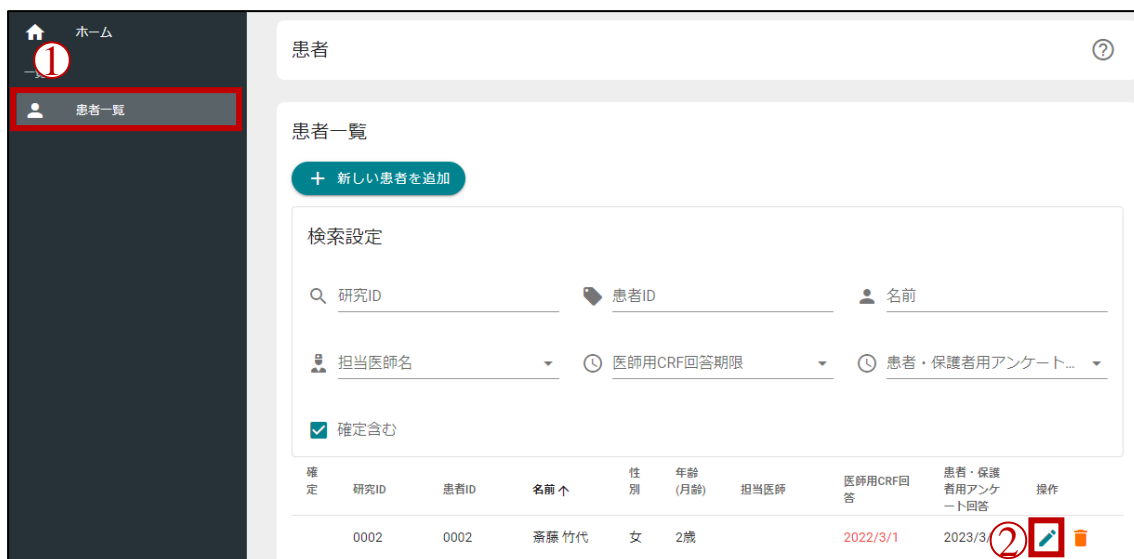 ホーム
①
一覧
患者一覧
患者
患者一覧
新しい患者を追加
検索設定
研究ID
患者ID
名前
担当医師名
医師用CRF回答期限
患者・保護者用アンケート...
確定含む
確定
研究ID
患者ID
名前
性別
年齢
(月齢)
担当医師
医師用CRF回
答
患者・保護
者用アンケ
ート回答
操作
0002
0002
斎藤 竹代
女
2歳
2022/3/1
2023/3/
②